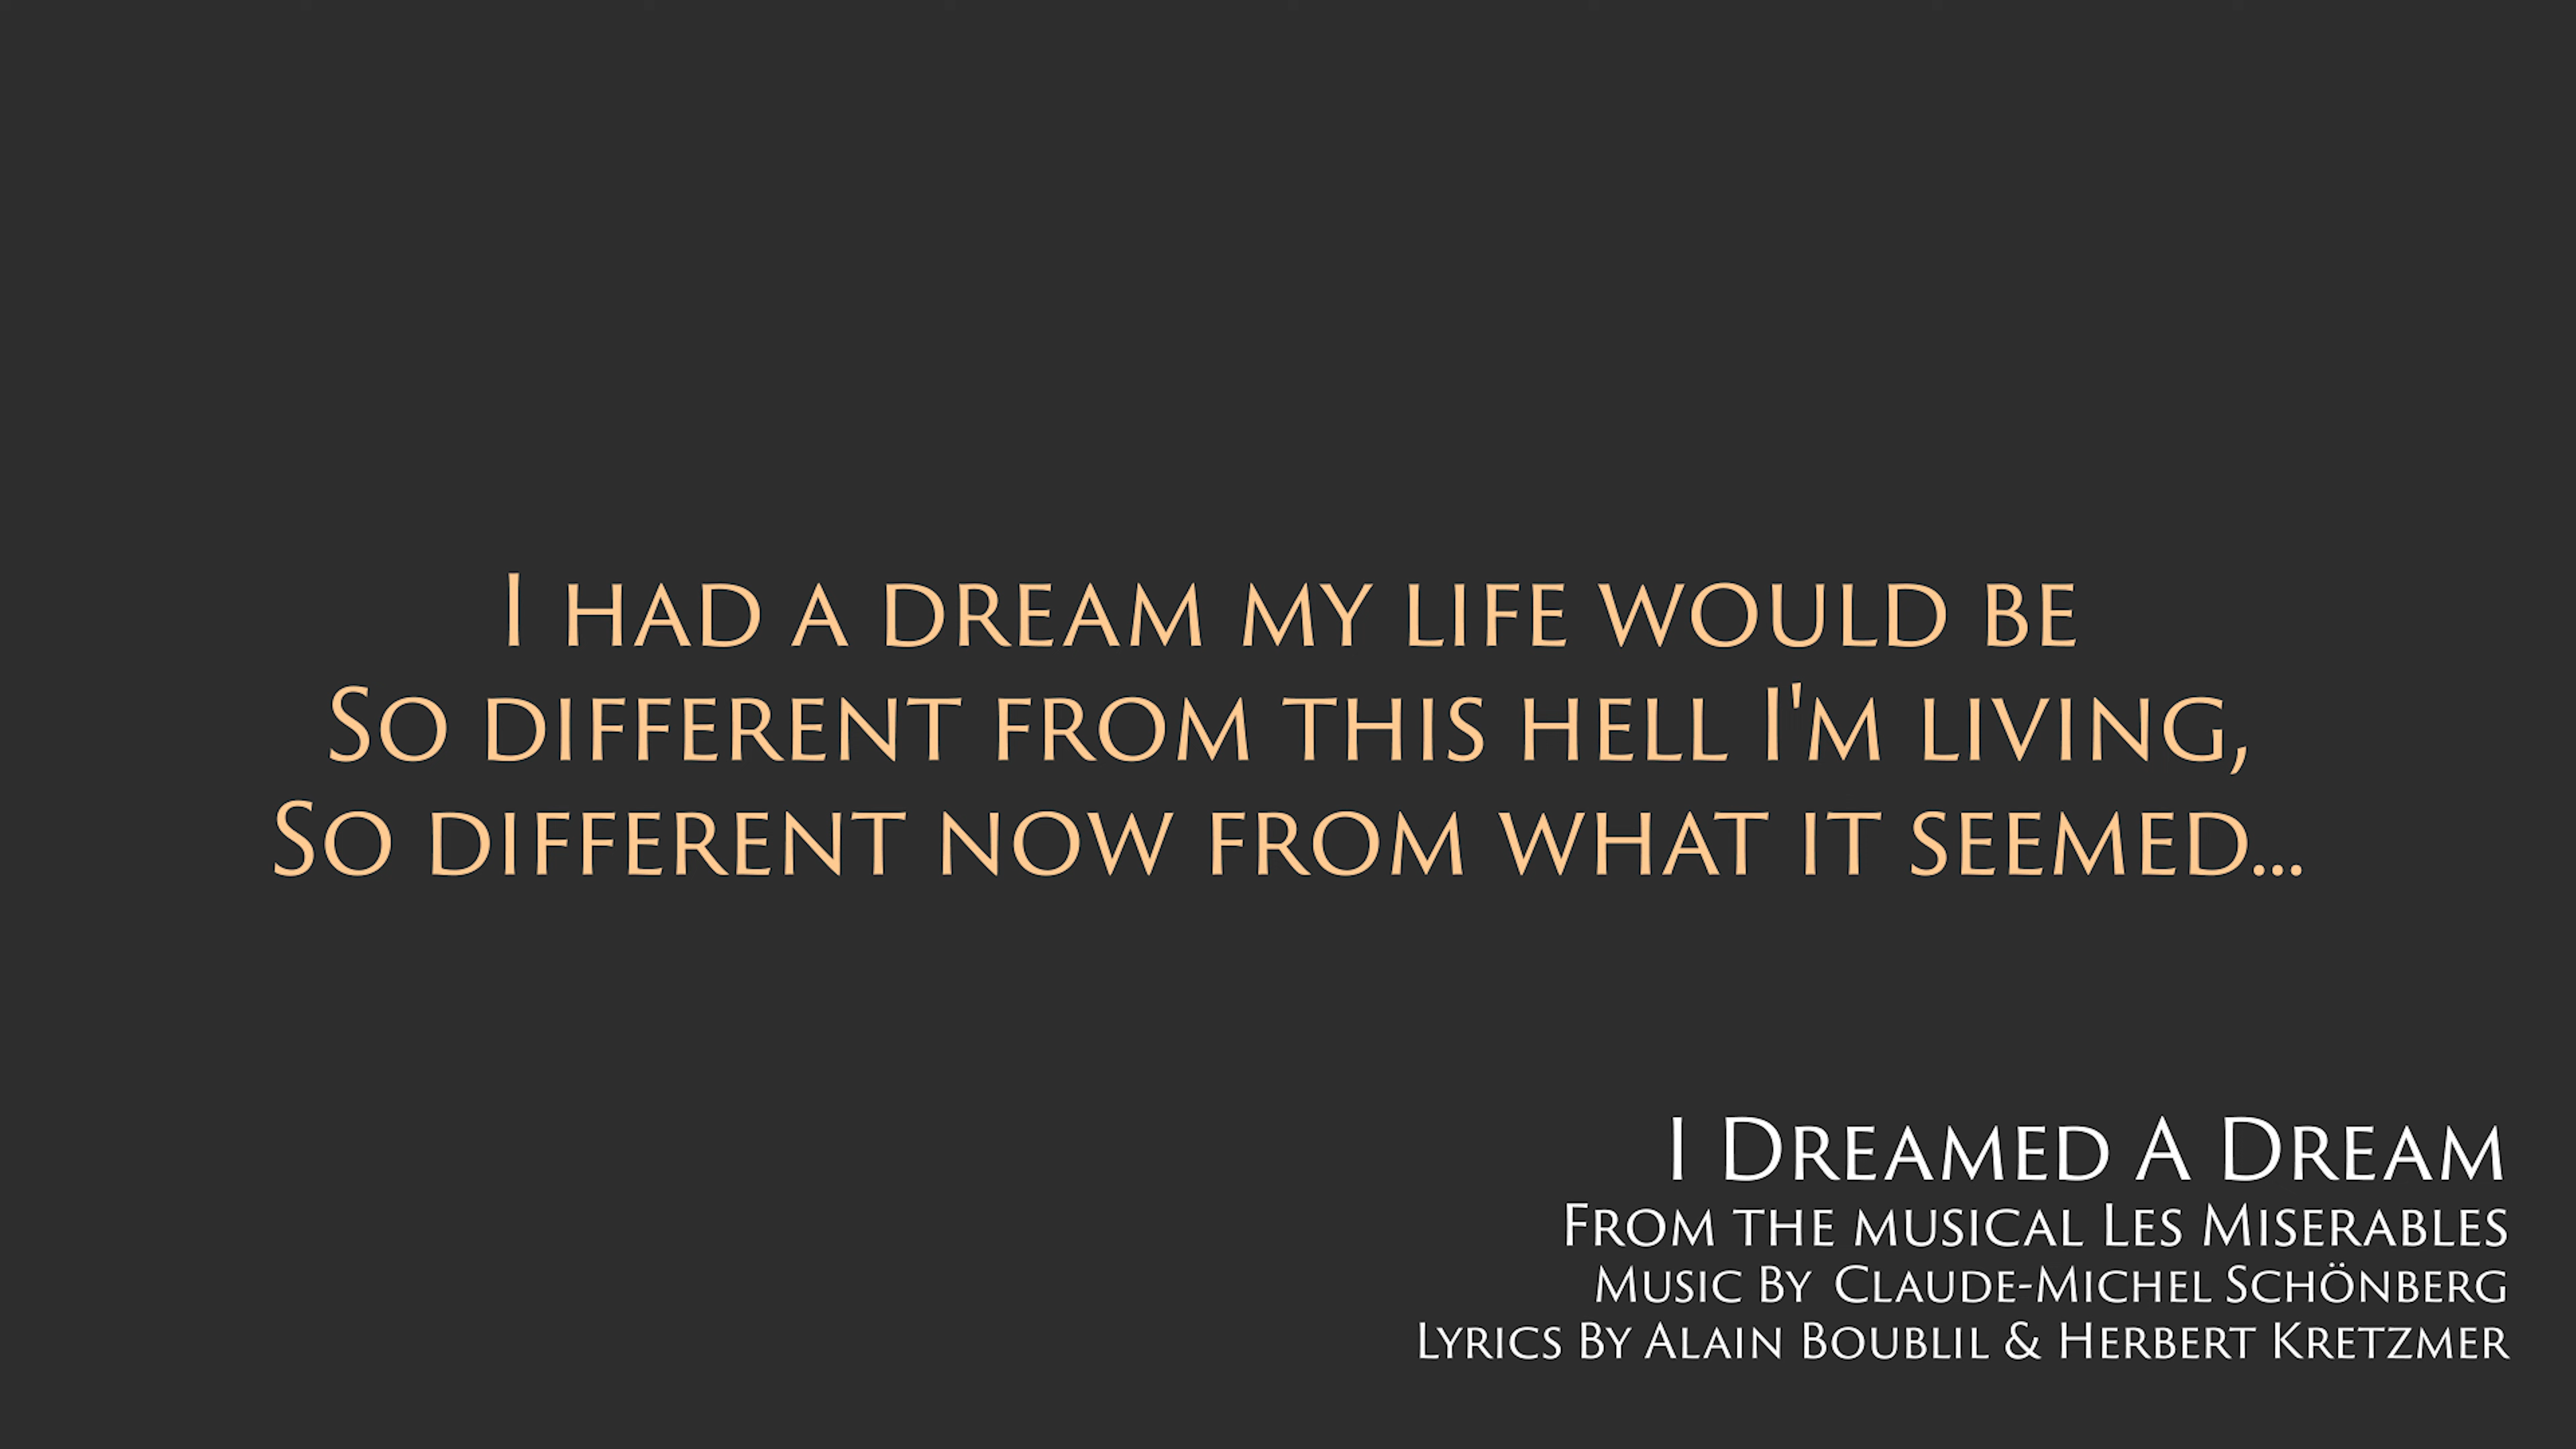 I had a dream my life would be
So different from this hell I'm living,
So different now from what it seemed...
I Dreamed A Dream
From the musical Les Miserables
Music By Claude-Michel Schönberg
Lyrics By Alain Boublil & Herbert Kretzmer